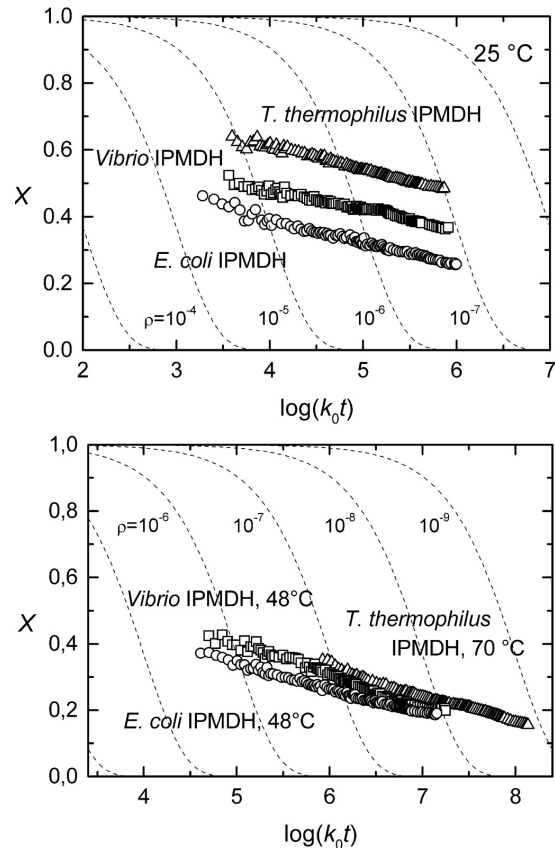 1.0
25 °C
T. thermophilus IPMDH
0.8
0.6
Vibrio IPMDH
X
0.4
E. coli IPMDH
0.2
ρ=10-4
10-5
10-6
10-7
0.0
2 3 4 5 6 7
log(k0t)
1,0
ρ=10-6
10-7
10-8
10-9
0,8
0,6
Vibrio IPMDH, 48°C
T. thermophilus
IPMDH, 70 °C
X
0,4
0,2
E. coli IPMDH, 48°C
0,0
4 5 6 7 8
log(k0t)